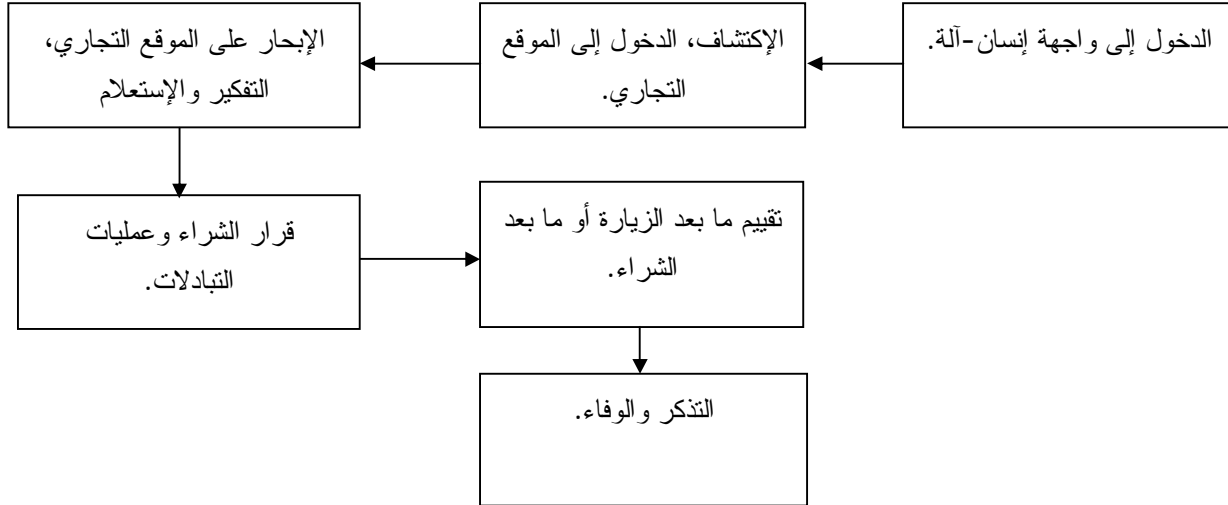 الدخول إلى واجهة إنسان-آلة.
الإكتشاف، الدخول إلى الموقع
التجاري.
الإبحار على الموقع التجاري،
التفكير والإستعلام
قرار الشراء وعمليات
التبادلات.
تقييم ما بعد الزيارة أو ما بعد
الشراء.
التذكر والوفاء.